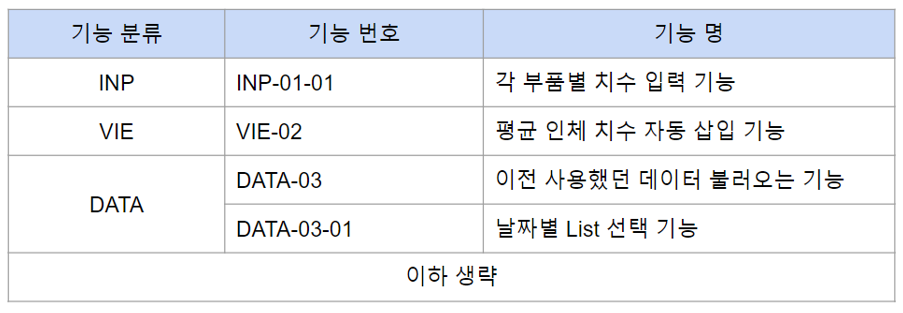 기능 분류 기능 번호 기능 명
INP INP-01-01 각 부품별 치수 입력 기능
VIE VIE-02 평균 인체 치수 자동 삽입 기능
DATA DATA-03 이전 사용했던 데이터 불러오는 기능
DATA-03-01 날짜별 List 선택 기능
이하 생략